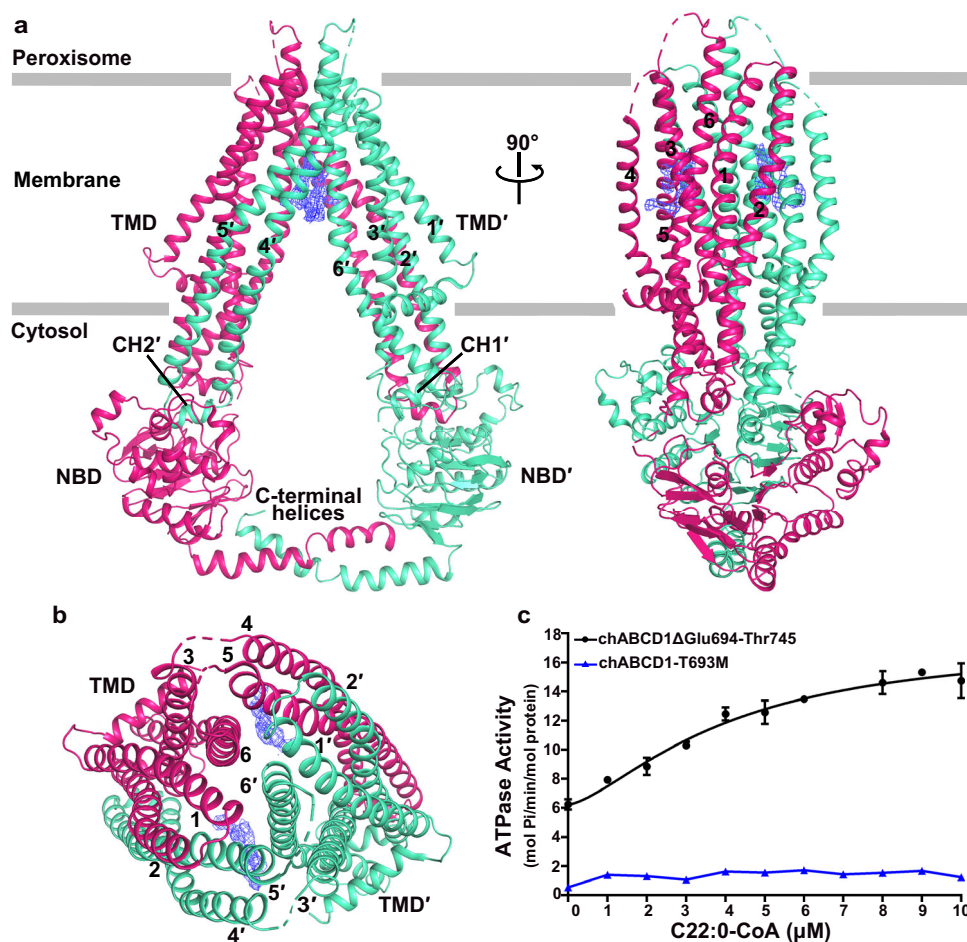 a
Peroxisome
Membrane
Cytosol
TMD
TMD′
5′
4′
3′
1′
2′
6′
CH2′
CH1′
NBD
NBD′
C-terminal
helices
90°
6
3
4
1
2
5
b
4
3
5
TMD
2′
6
1′
6′
1
2
5′
3′
4′
TMD′
c
18
16
14
12
10
8
6
4
2
0
ATPase Activity
(mol Pi/min/mol protein)
chABCD1ΔGlu694-Thr745
chABCD1-T693M
0 1 2 3 4 5 6 7 8 9 10
C22:0-CoA (µM)